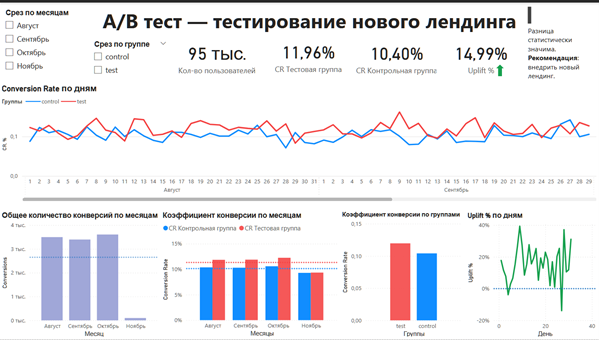 Срез по месяцам
Август
Сентябрь
Октябрь
Ноябрь
A/B тест — тестирование нового лендинга
Срез по группе
control
test
95 тыс.
Кол-во пользователей
11,96%
CR Тестовая группа
10,40%
CR Контрольная группа
14,99%
Uplift %
Разница
статистически
значима.
Рекомендация:
внедрить новый
лендинг.
Conversion Rate по дням
Группы control test
CR, %
0,1
0,0
1 2 3 4 5 6 7 8 9 10 11 12 13 14 15 16 17 18 19 20 21 22 23 24 25 26 27 28 29 30 31 1 2 3 4 5 6 7 8 9 10 11 12 13 14 15 16 17 18 19 20 21 22 23 24 25 26 27 28 29
Август Сентябрь
Общее количество конверсий по месяцам
Conversions
4 тыс.
3 тыс.
2 тыс.
1 тыс.
0 тыс.
Август Сентябрь Октябрь Ноябрь
Месяц
Коэффициент конверсии по месяцам
CR Контрольная группа CR Тестовая группа
Conversion Rate
15%
10%
5%
0%
Август Сентябрь Октябрь Ноябрь
Месяцы
Коэффициент конверсии по группами
Conversion Rate
0,15
0,10
0,05
0,00
test control
Группы
Uplift % по дням
Uplift %
40%
20%
0%
-20%
0 20 40
День